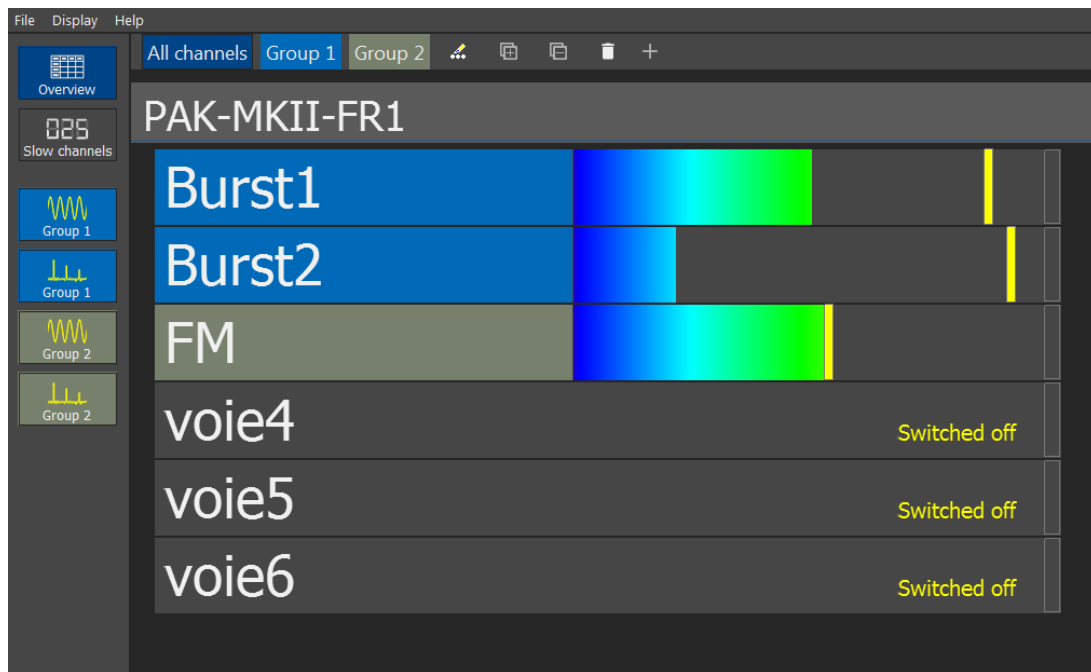 File Display Help
All channels Group 1 Group 2
Overview
PAK-MKII-FR1
025
Slow channels
Burst1
Group 1
Burst2
Group 1
FM
Group 2
voie4 Switched off
Group 2
voie5 Switched off
voie6 Switched off